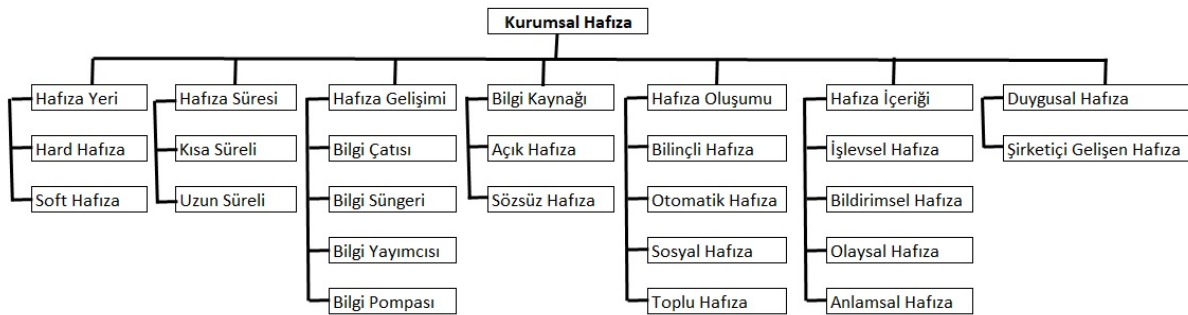 Kurumsal Hafıza
Hafıza Yeri
Hard Hafıza
Soft Hafıza
Hafıza Süresi
Kısa Süreli
Uzun Süreli
Hafıza Gelişimi
Bilgi Çatısı
Bilgi Süngeri
Bilgi Yayımcısı
Bilgi Pompası
Bilgi Kaynağı
Açık Hafıza
Sözsüz Hafıza
Hafıza Oluşumu
Bilinçli Hafıza
Otomatik Hafıza
Sosyal Hafıza
Toplu Hafıza
Hafıza İçeriği
İşlevsel Hafıza
Bildirimsel Hafıza
Olaysal Hafıza
Anlamsal Hafıza
Duygusal Hafıza
Şirketiçi Gelişen Hafıza